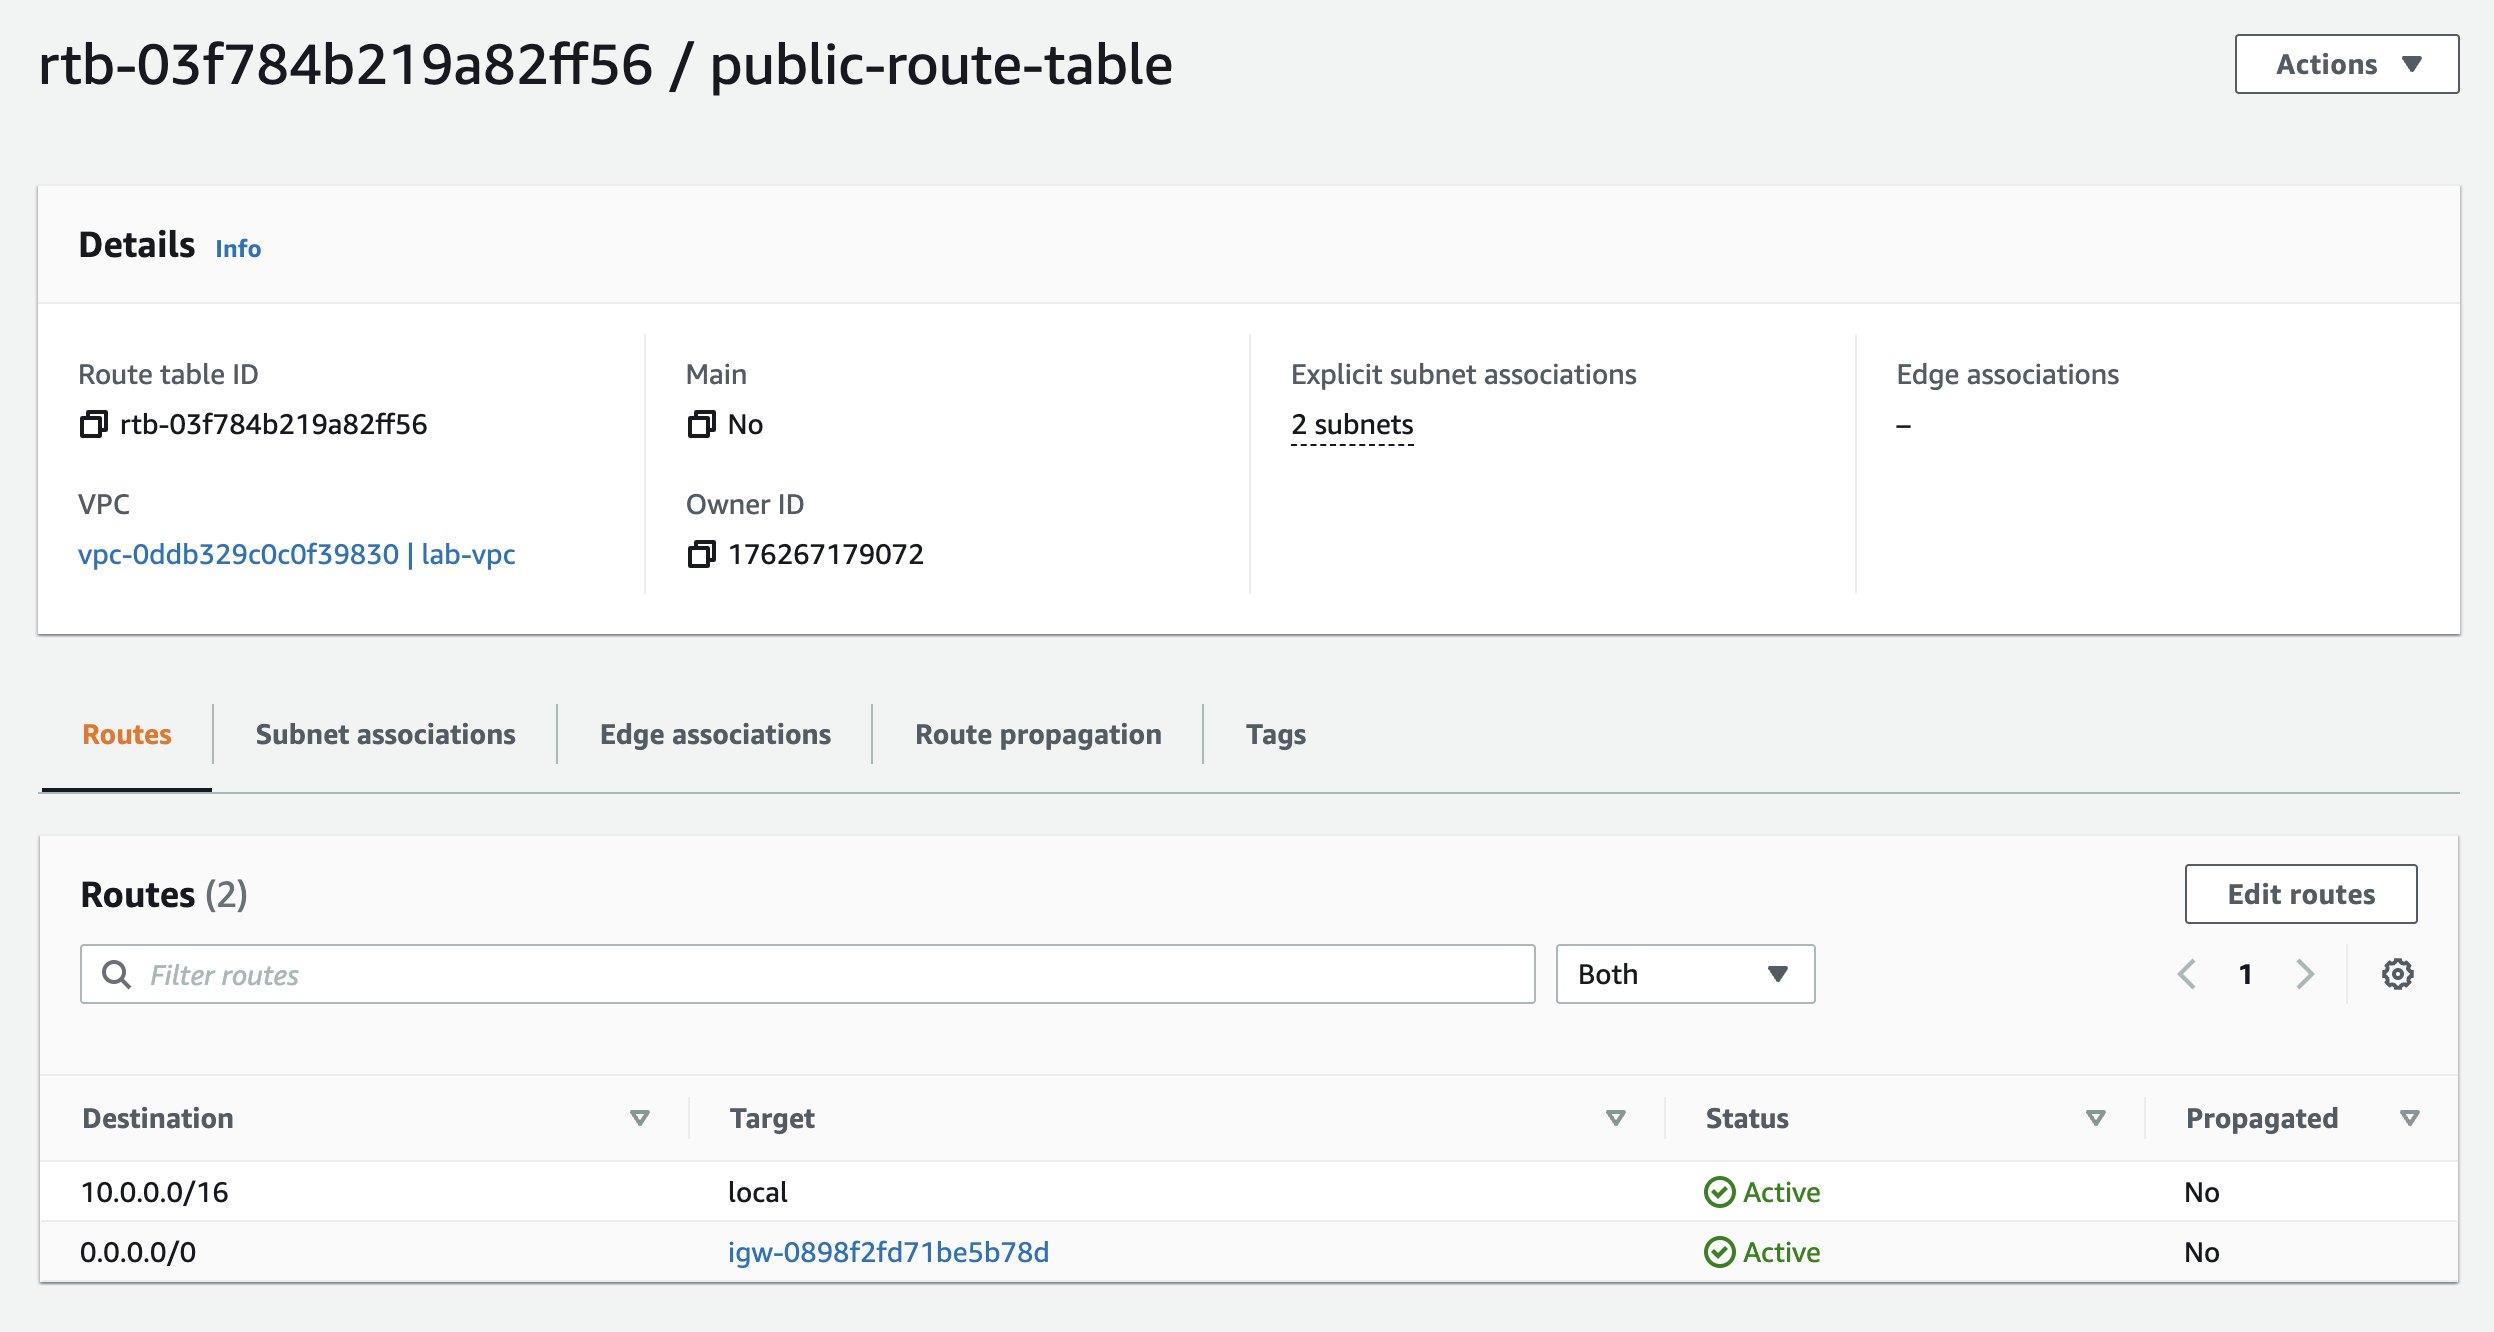 rtb-03f784b219a82ff56 / public-route-table
Actions
Details Info
Route table ID
rtb-03f784b219a82ff56
Main
No
Explicit subnet associations
2 subnets
Edge associations
–
VPC
vpc-0ddb329c0c0f39830 | lab-vpc
Owner ID
176267179072
Routes
Subnet associations
Edge associations
Route propagation
Tags
Routes (2)
Edit routes
Filter routes
Both
1
Destination Target Status Propagated
10.0.0.0/16 local Active No
0.0.0.0/0 igw-0898f2fd71be5b78d Active No